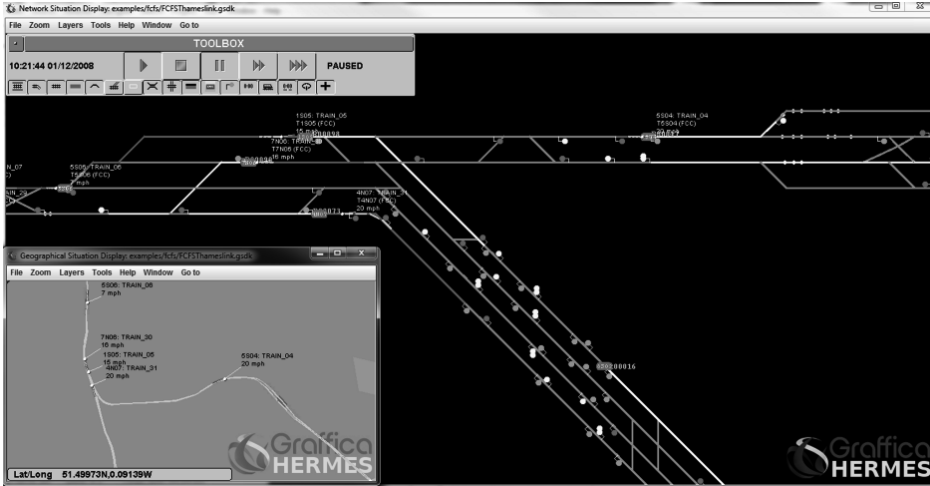 Network Situation Display: examples/fcfs/FCFSThameslink.gsdk
File Zoom Layers Tools Help Window Go to
TOOLBOX
10:21:44 01/12/2008
PAUSED
1S05: TRAIN_05
T1S05 (FCC)
15 mph
7N06: TRAIN
T7N06 (FCC)
16 mph
5S04: TRAIN_04
T5S04 (FCC)
5S06: TRAIN_06
(FCC)
7 mph
4N07: TRAIN_31
T4N07 (FCC)
20 mph
Geographical Situation Display: examples/fcfs/FCFSThameslink.gsdk
File Zoom Layers Tools Help Window Go to
5S06: TRAIN_06
7 mph
7N06: TRAIN_30
16 mph
1S05: TRAIN_05
15 mph
4N07: TRAIN_31
20 mph
5S04: TRAIN_04
20 mph
Graffica
HERMES
Lat/Long 51.49973N,0.09139W
Graffica
HERMES